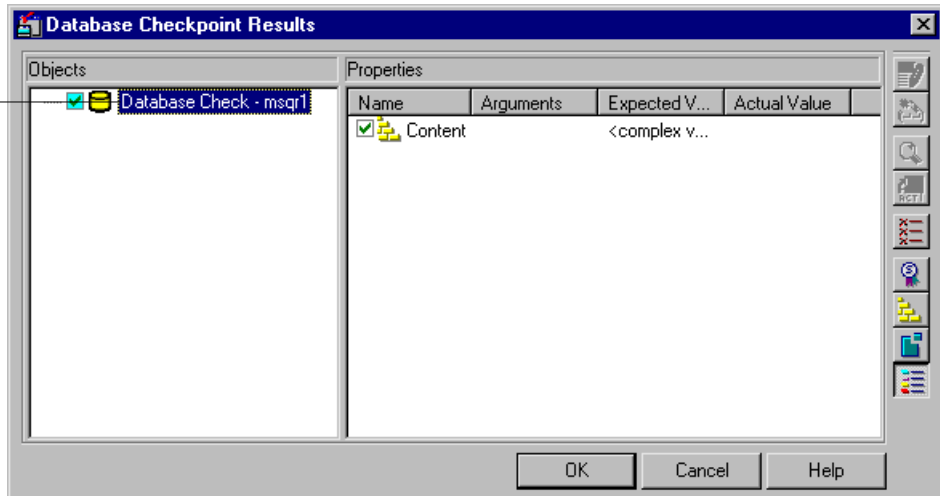 Database Checkpoint Results
Objects
Properties
Database Check - msqr1
Name Arguments Expected V... Actual Value
Content <complex v...
OK Cancel Help